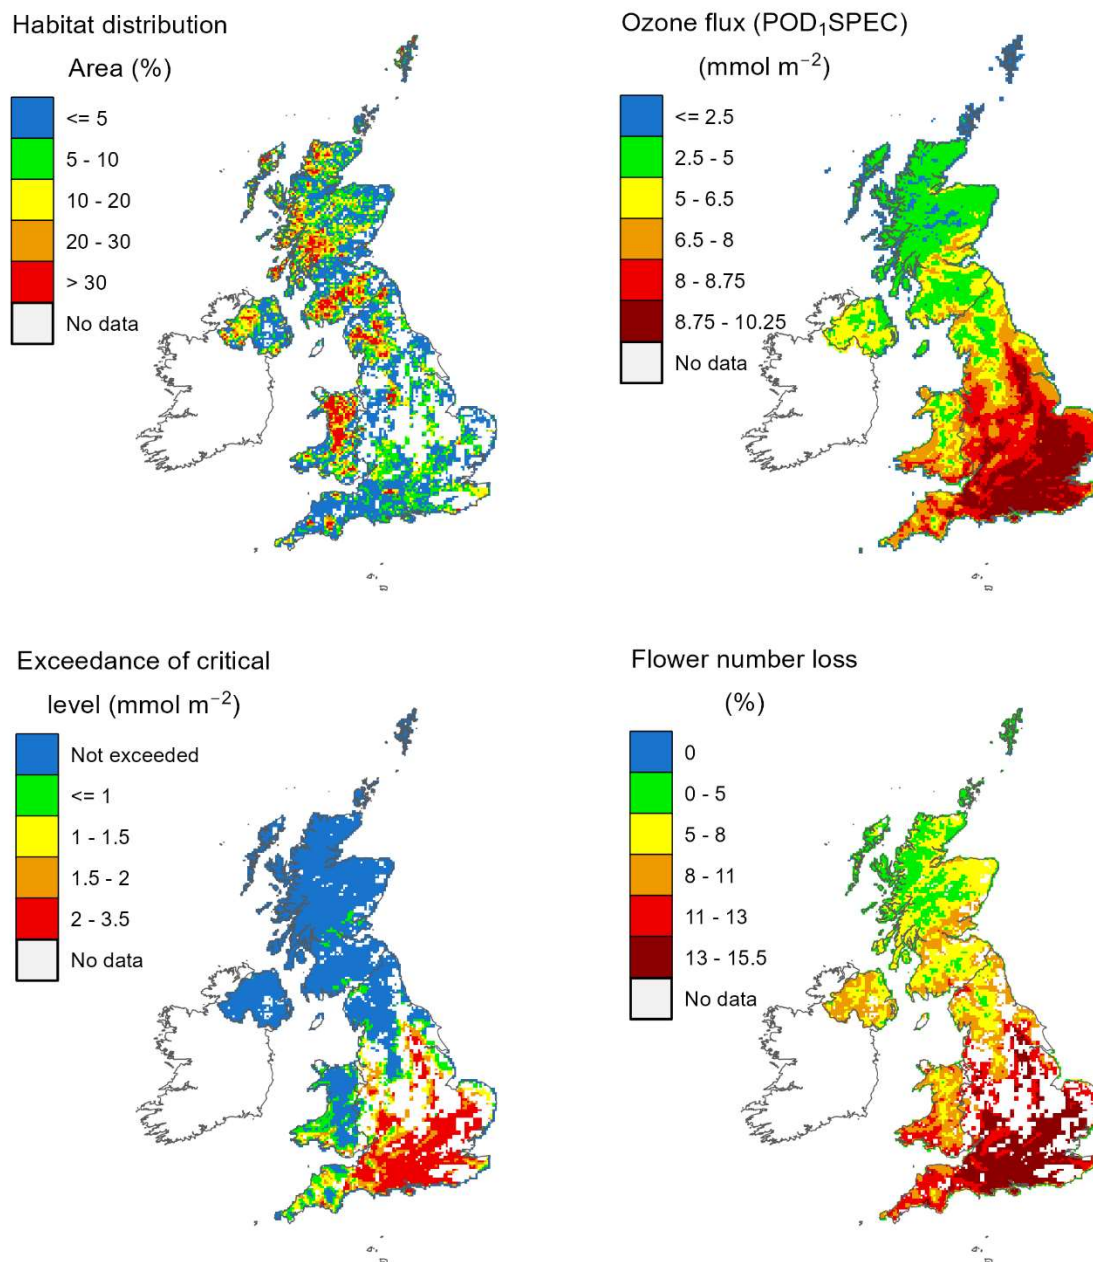 Habitat distribution
Area (%)
<= 5
5 - 10
10 - 20
20 - 30
> 30
No data
Ozone flux (POD₁SPEC)
(mmol m⁻²)
<= 2.5
2.5 - 5
5 - 6.5
6.5 - 8
8 - 8.75
8.75 - 10.25
No data
Exceedance of critical
level (mmol m⁻²)
Not exceeded
<= 1
1 - 1.5
1.5 - 2
2 - 3.5
No data
Flower number loss
(%)
0
0 - 5
5 - 8
8 - 11
11 - 13
13 - 15.5
No data